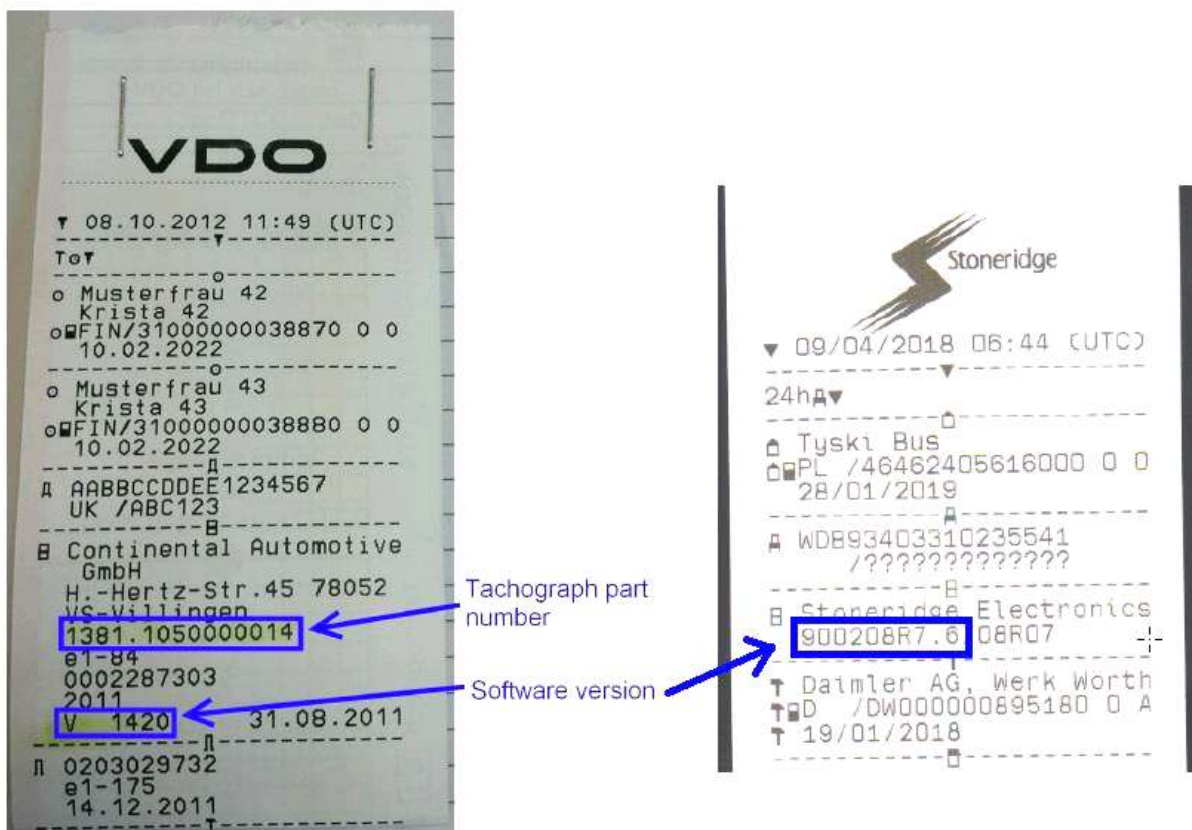 VDO
▼ 08.10.2012 11:49 (UTC)
T⊙▼
Musterfrau 42
Krista 42
FIN/31000000038870 0 0
10.02.2022
Musterfrau 43
Krista 43
FIN/31000000038880 0 0
10.02.2022
AABBCCDDEE1234567
UK /ABC123
Continental Automotive
GmbH
H.-Hertz-Str.45 78052
VS-Villingen
1381.1050000014
e1-84
0002287303
2011
V 1420 31.08.2011
0203029732
e1-175
14.12.2011
Tachograph part
number
Software version
Stoneridge
▼ 09/04/2018 06:44 (UTC)
24h▼
Tyski Bus
PL /46462405616000 0 0
28/01/2019
WDB93403310235541
/?????????????
Stoneridge Electronics
900208R7.6 08R07
Daimler AG, Werk Worth
D /DW000000895180 0 A
19/01/2018